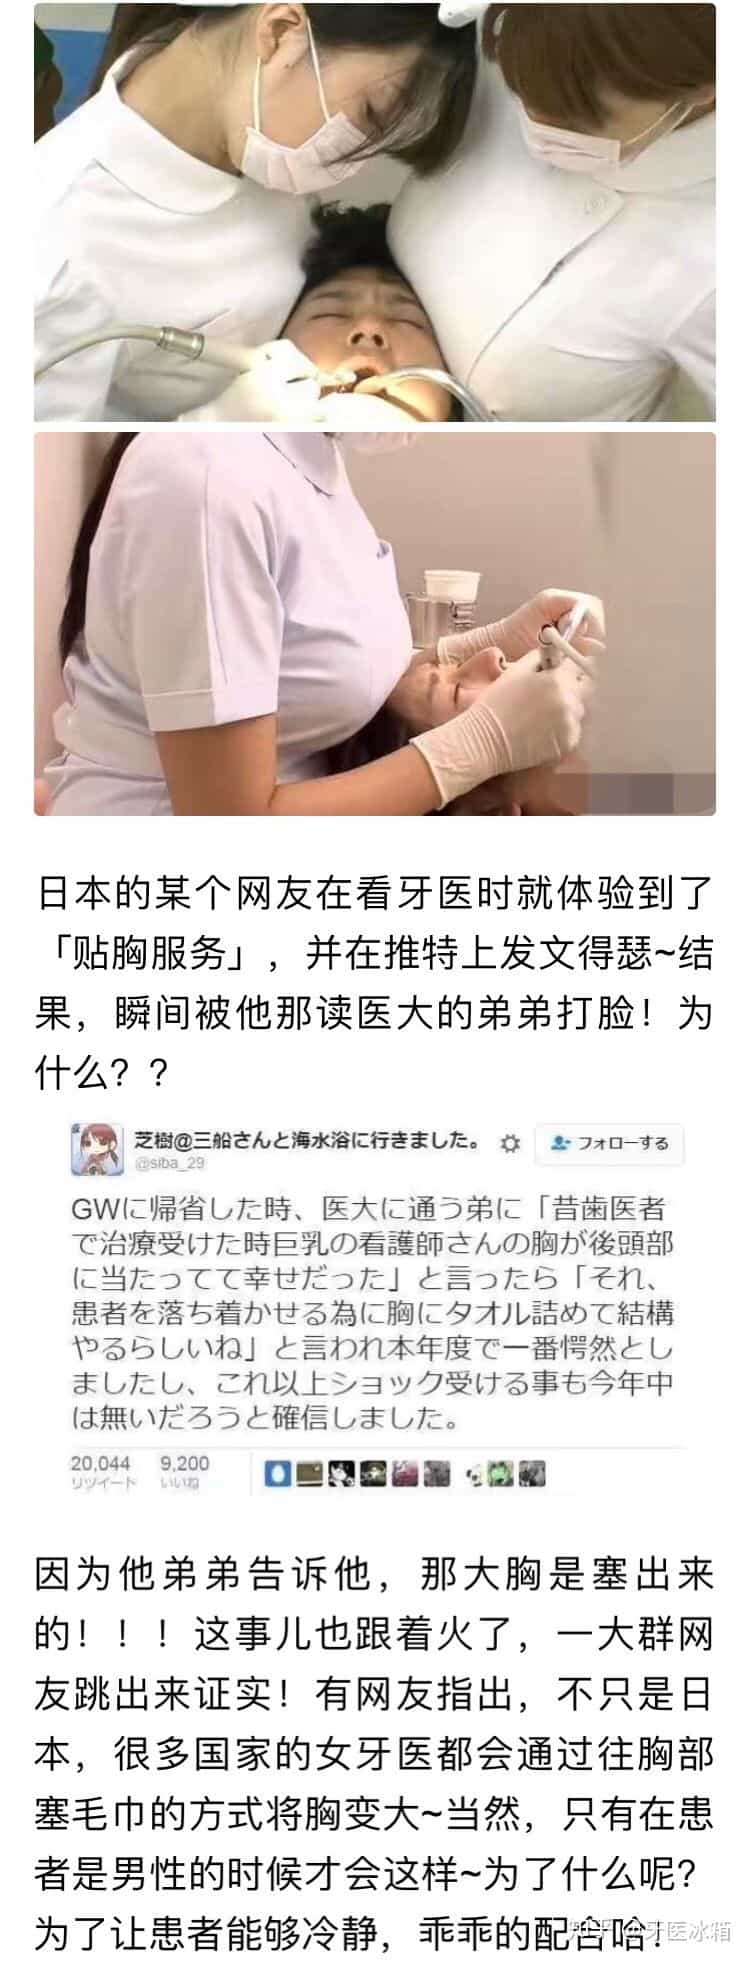 日本的某个网友在看牙医时就体验到了
「贴胸服务」，并在推特上发文得瑟~结
果，瞬间被他那读医大的弟弟打脸！为
什么？？
芝樹@三船さんと海水浴に行きました。
フォローする
@siba_29
GWに帰省した時、医大に通う弟に「昔歯医者
で治療受けた時巨乳の看護師さんの胸が後頭部
に当たってて幸せだった」と言ったら「それ、
患者を落ち着かせる為に胸にタオル詰めて結構
やるらしいね」と言われ本年度で一番愕然とし
ましたし、これ以上ショック受ける事も今年中
は無いだろうと確信しました。
20,044 9,200
リツイート いいね
因为他弟弟告诉他，那大胸是塞出来
的！！！这事儿也跟着火了，一大群网
友跳出来证实！有网友指出，不只是日
本，很多国家的女牙医都会通过往胸部
塞毛巾的方式将胸变大~当然，只有在患
者是男性的时候才会这样~为了什么呢？
为了让患者能够冷静，乖乖的配合哈！
知乎 @牙医冰箱